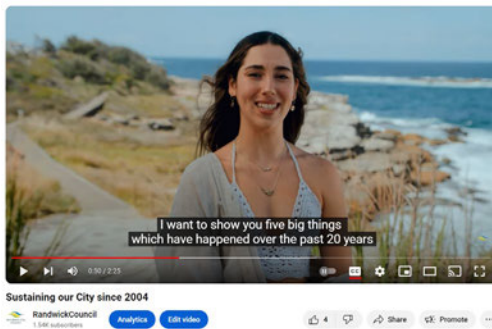 I want to show you five big things
which have happened over the past 20 years
0:50 / 2:25
CC
Sustaining our City since 2004
RandwickCouncil
1.54K subscribers
Analytics
Edit video
4
Share
Promote